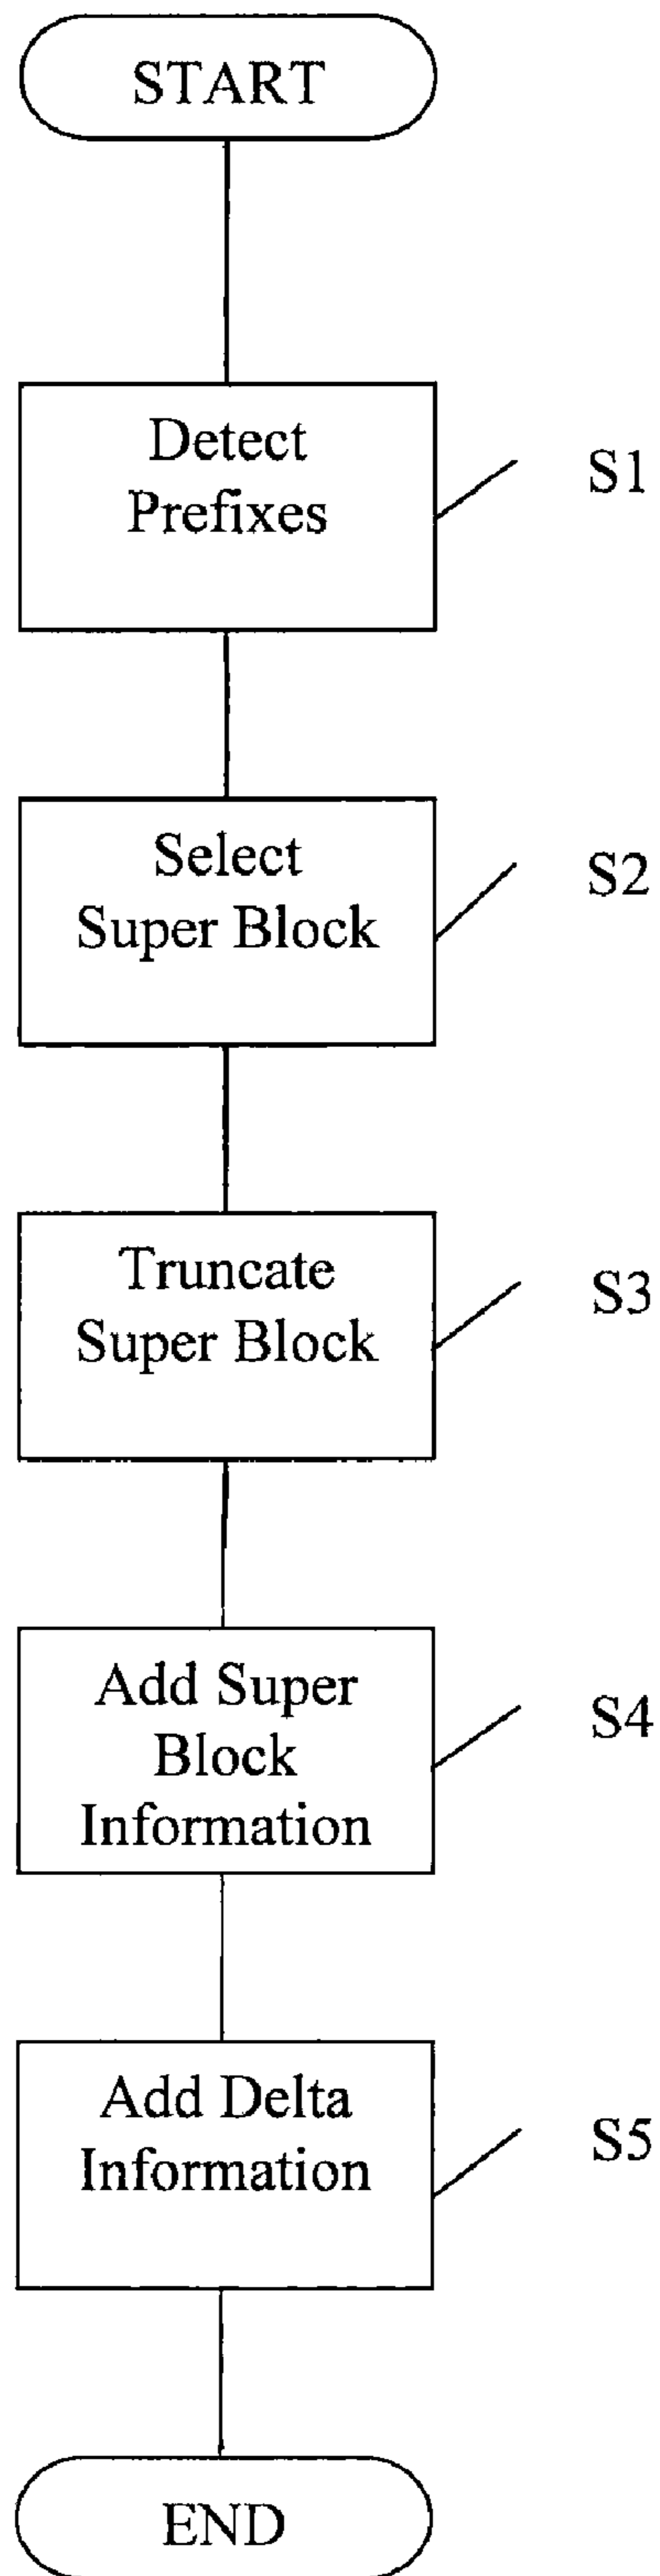 START
Detect
Prefixes
S1
Select
Super Block
S2
Truncate
Super Block
S3
Add Super
Block
Information
S4
Add Delta
Information
S5
END